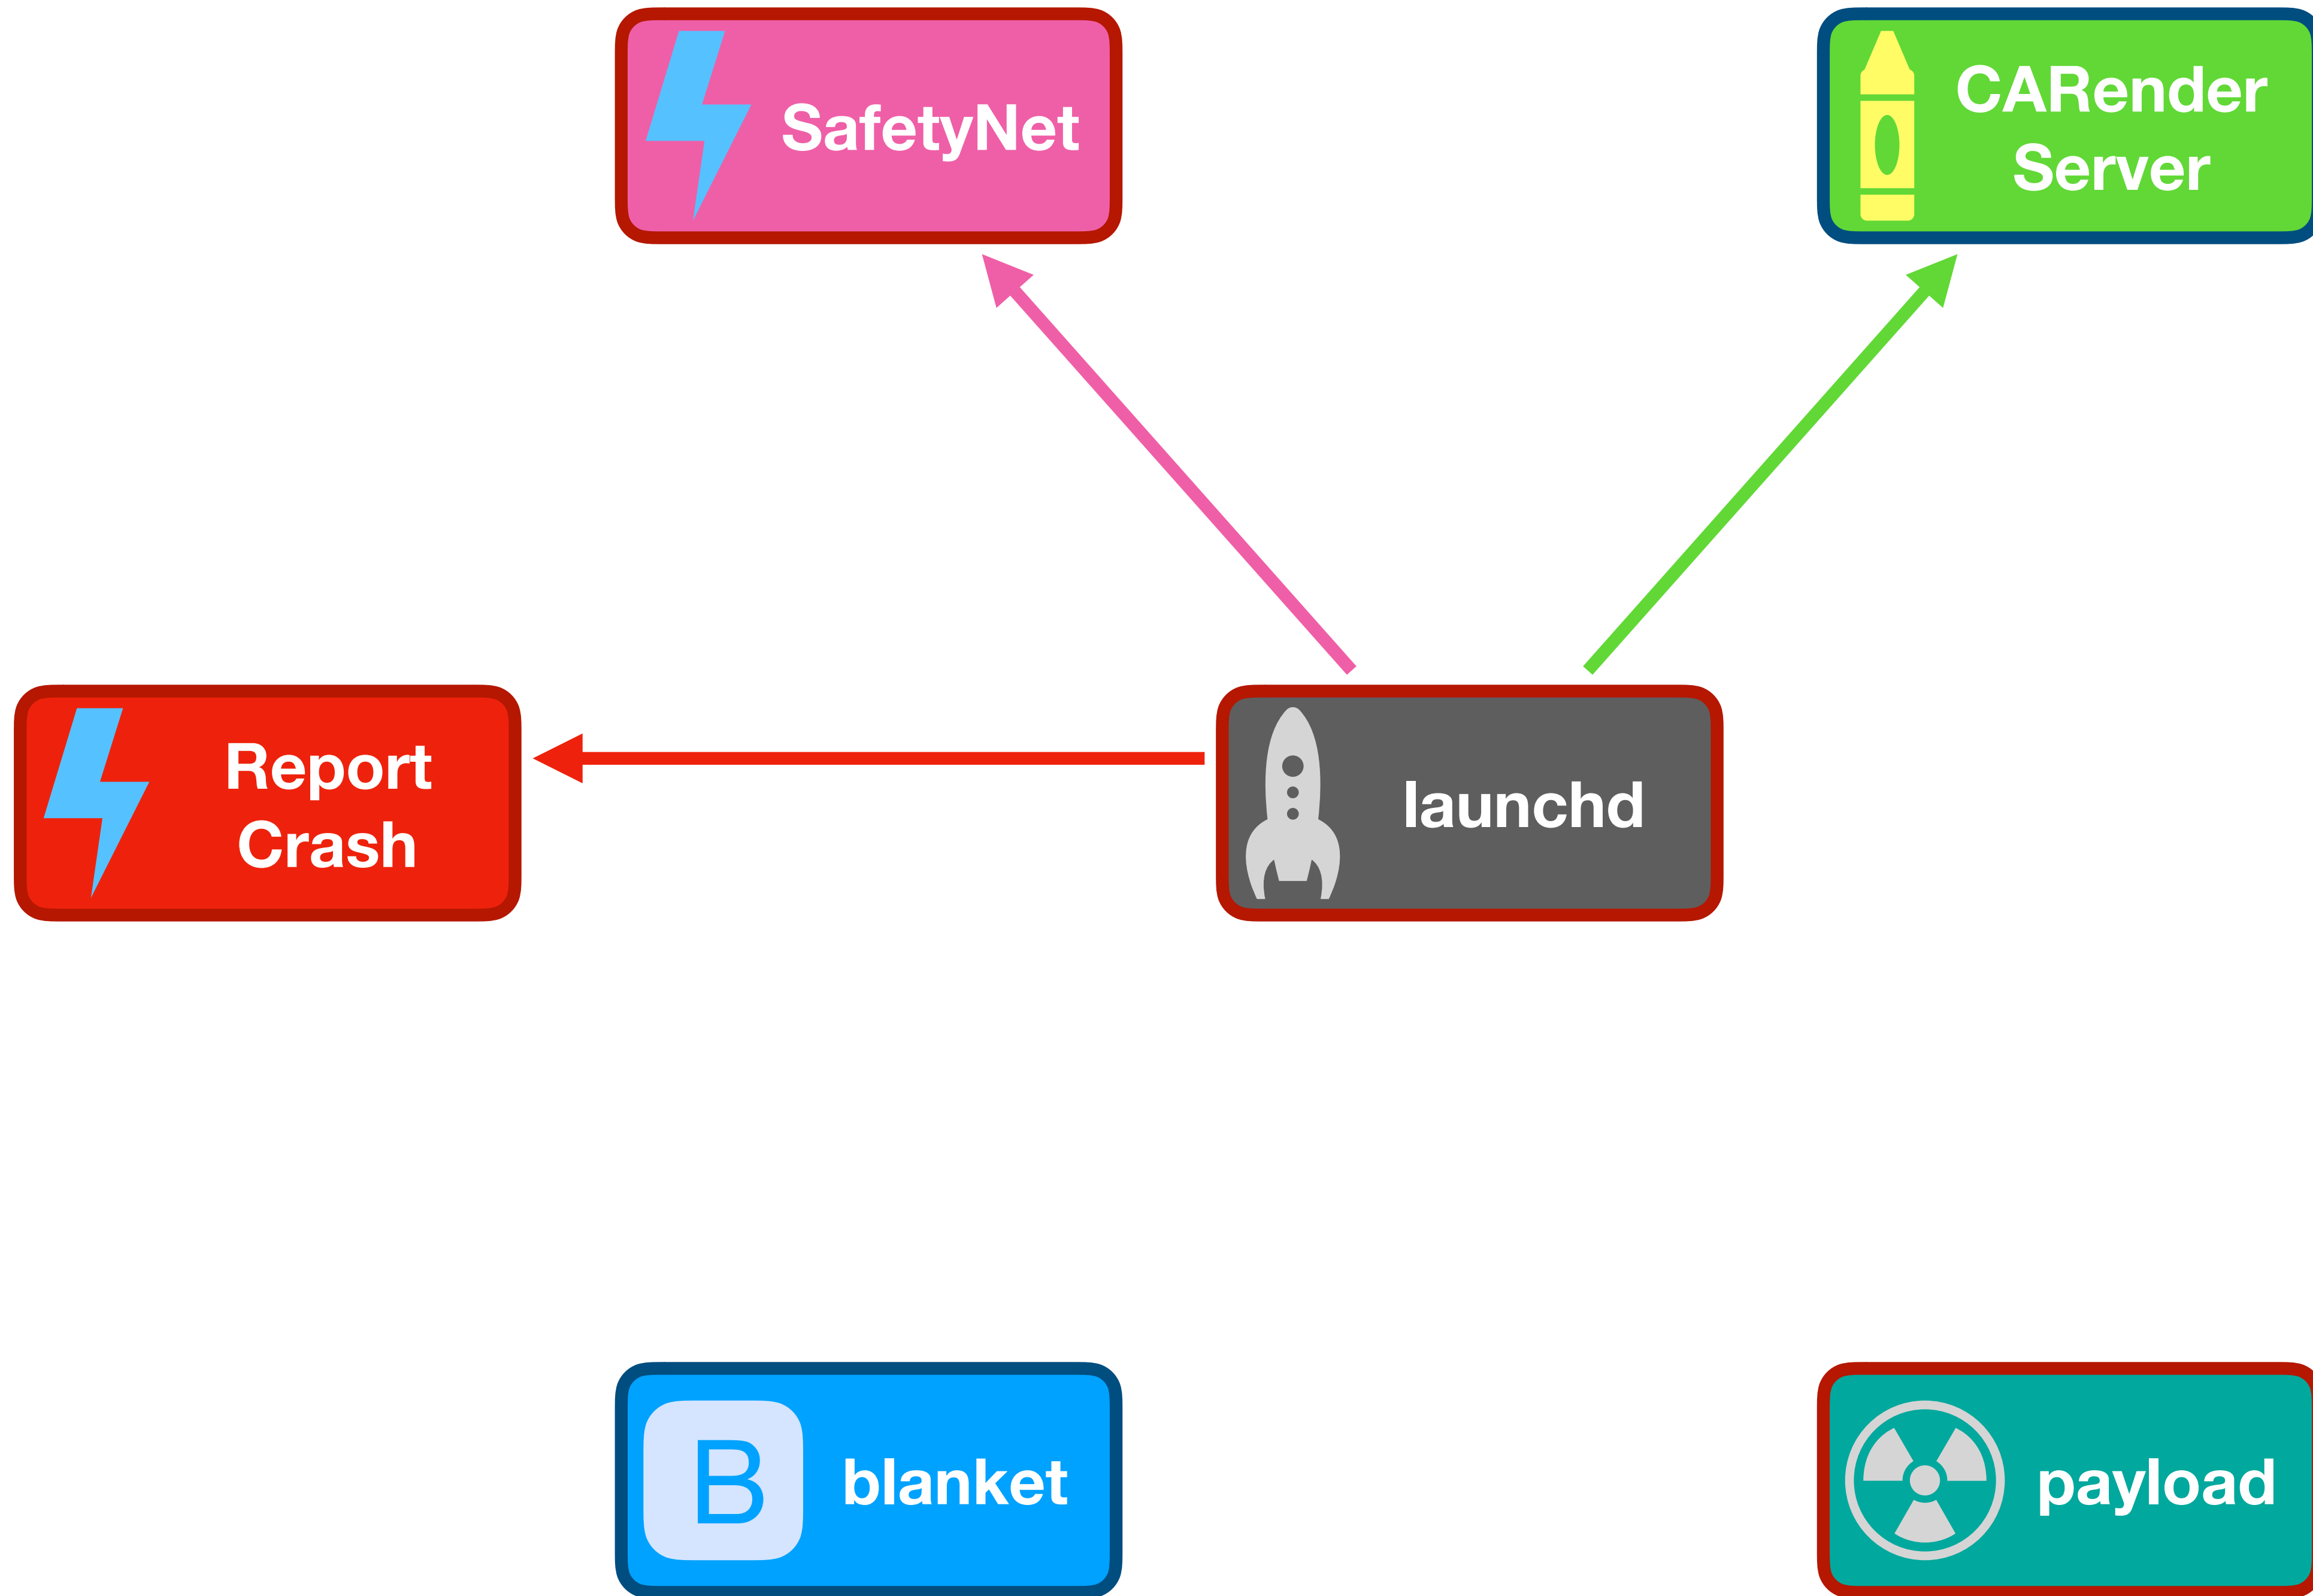 SafetyNet
CARender
Server
Report
Crash
launchd
B
blanket
payload